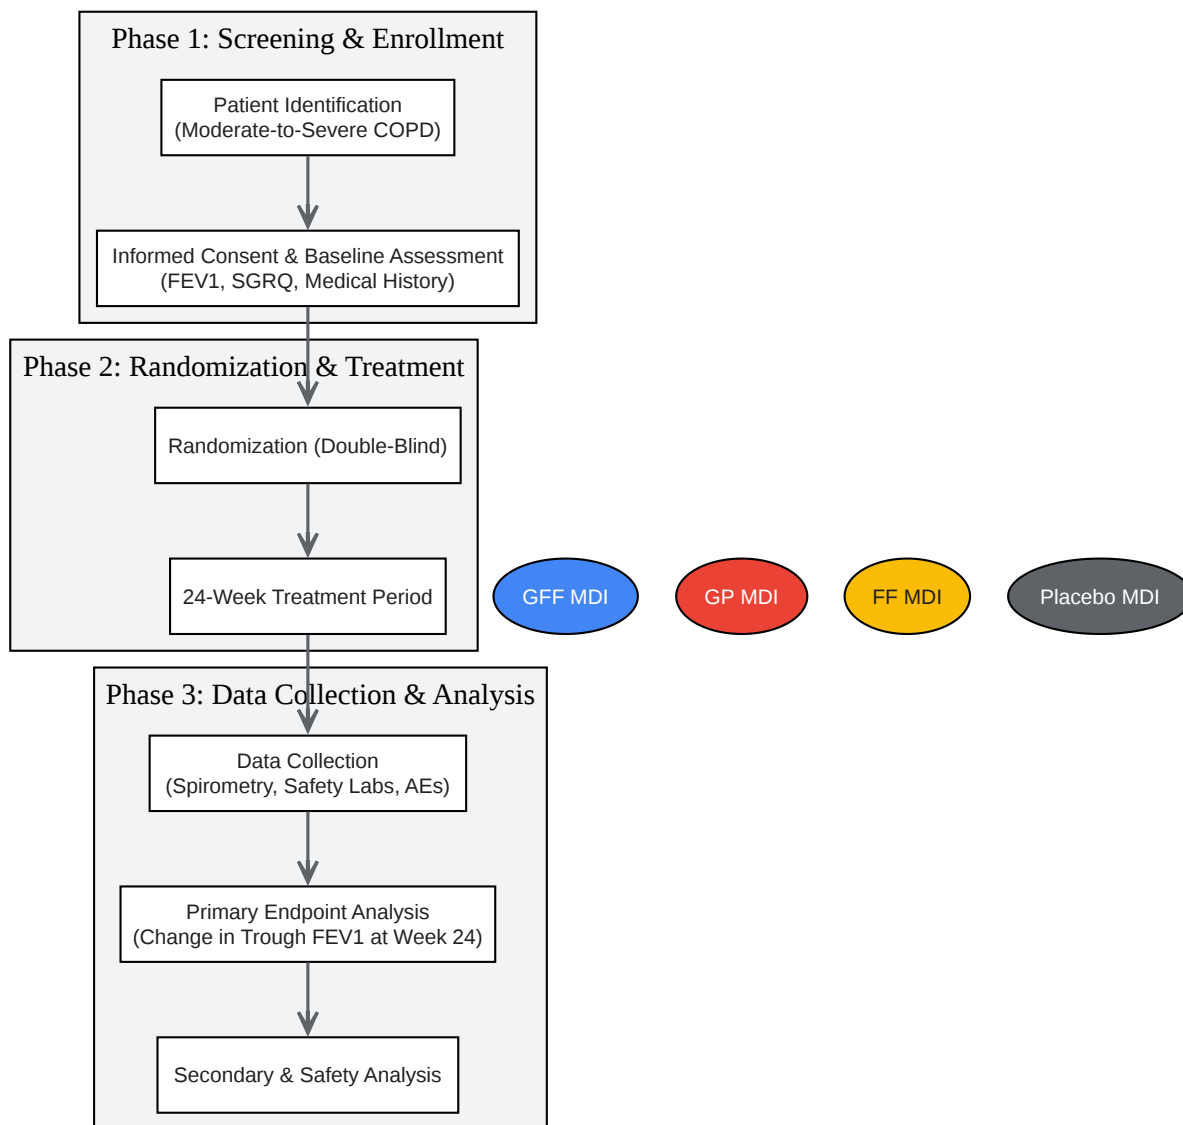 Phase 1: Screening & Enrollment
Patient Identification
(Moderate-to-Severe COPD)
Informed Consent & Baseline Assessment
(FEV1, SGRQ, Medical History)
Phase 2: Randomization & Treatment
Randomization (Double-Blind)
24-Week Treatment Period
GFF MDI
GP MDI
FF MDI
Placebo MDI
Phase 3: Data Collection & Analysis
Data Collection
(Spirometry, Safety Labs, AEs)
Primary Endpoint Analysis
(Change in Trough FEV1 at Week 24)
Secondary & Safety Analysis